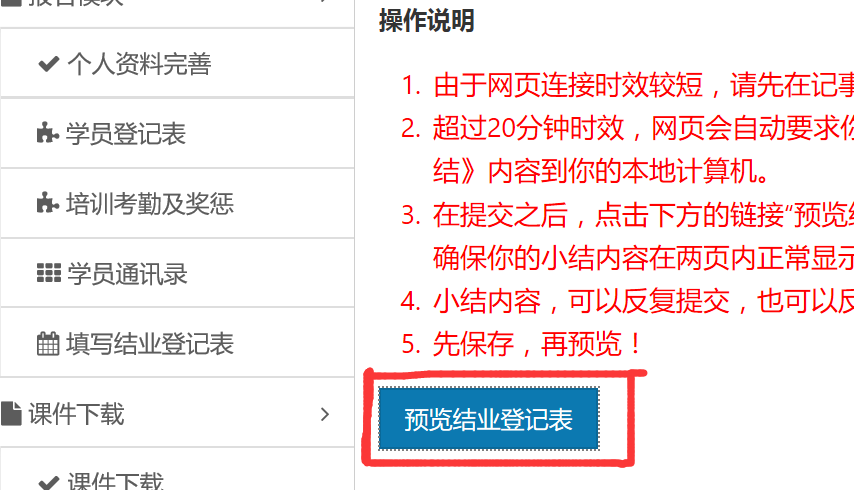 报告模块
个人资料完善
学员登记表
培训考勤及奖惩
学员通讯录
填写结业登记表
课件下载
课件下载
操作说明
1. 由于网页连接时效较短，请先在记事
2. 超过20分钟时效，网页会自动要求你
结》内容到你的本地计算机。
3. 在提交之后，点击下方的链接“预览结
确保你的小结内容在两页内正常显示
4. 小结内容，可以反复提交，也可以反
5. 先保存，再预览！
预览结业登记表